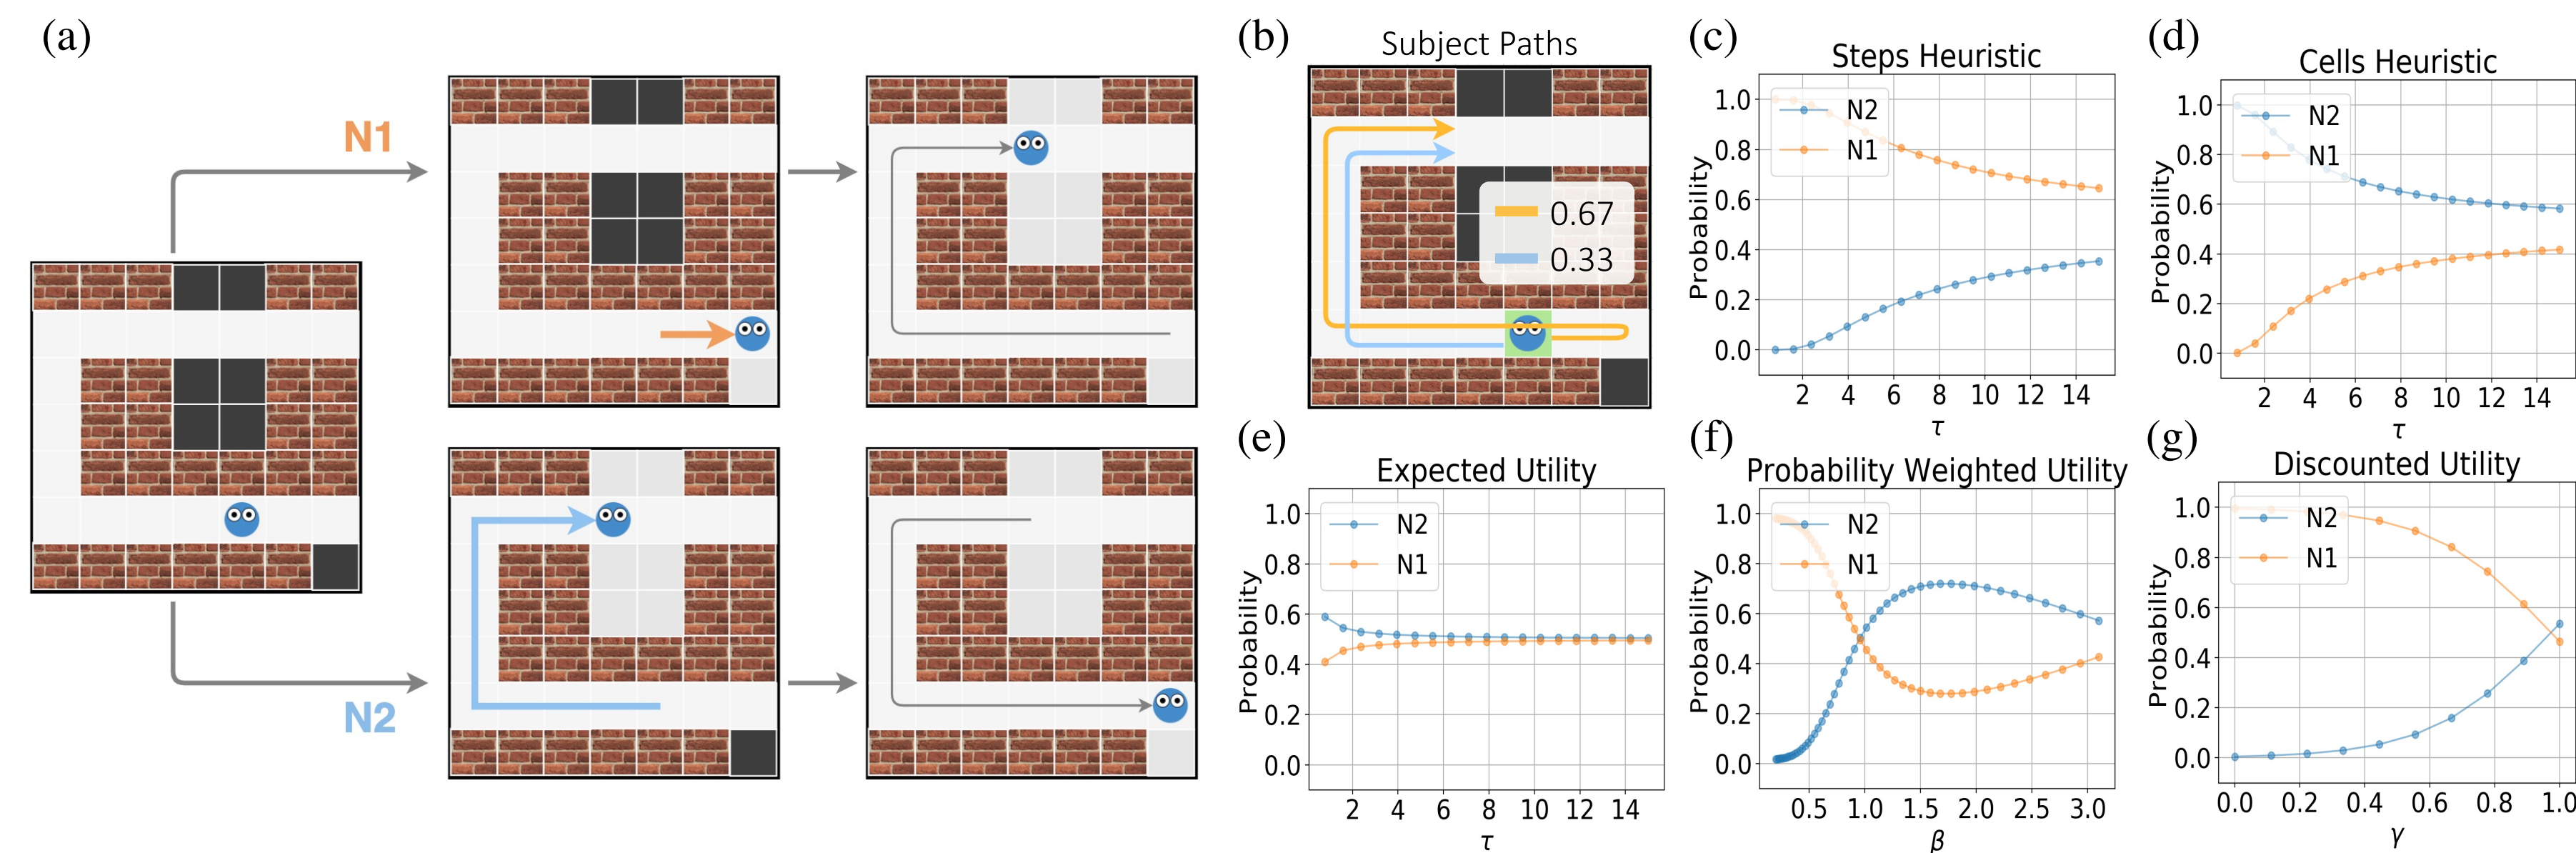 (a)
N1
N2
(b)
Subject Paths
0.67
0.33
(c)
Steps Heuristic
N2
N1
Probability
1.0
0.8
0.6
0.4
0.2
0.0
2 4 6 8 10 12 14
τ
(d)
Cells Heuristic
N2
N1
Probability
1.0
0.8
0.6
0.4
0.2
0.0
2 4 6 8 10 12 14
τ
(e)
Expected Utility
N2
N1
Probability
1.0
0.8
0.6
0.4
0.2
0.0
2 4 6 8 10 12 14
τ
(f)
Probability Weighted Utility
N2
N1
Probability
1.0
0.8
0.6
0.4
0.2
0.0
0.5 1.0 1.5 2.0 2.5 3.0
β
(g)
Discounted Utility
N2
N1
Probability
1.0
0.8
0.6
0.4
0.2
0.0
0.0 0.2 0.4 0.6 0.8 1.0
γ